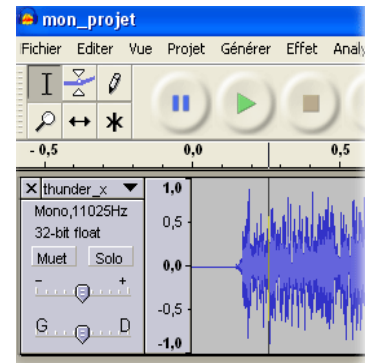 mon_projet
Fichier Editer Vue Projet Générer Effet
- 0,5 0,0 0,5
thunder_x 1,0
Mono,11025Hz
32-bit float 0,5
Muet Solo
0,0
- +
-0,5
G D
-1,0